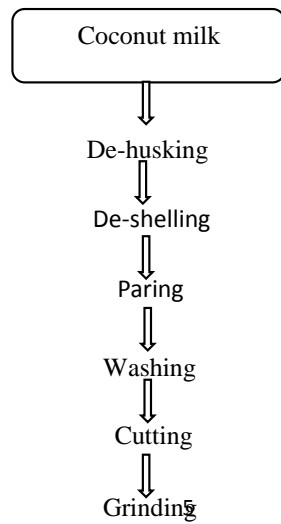 Coconut milk
De-husking
De-shelling
Paring
Washing
Cutting
Grinding
5